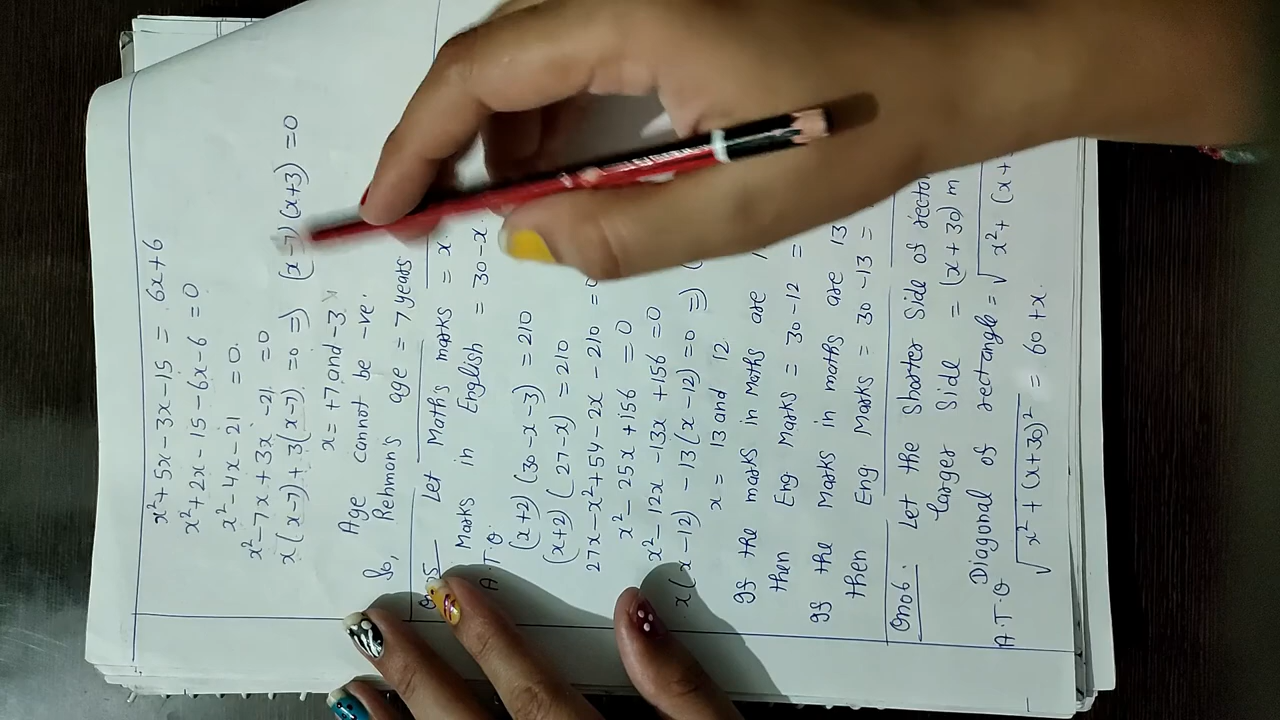 x²+5x-3x-15 = 6x+6
x²+2x-15-6x-6=0
x²-4x-21=0.
x²-7x+3x-21=0
x(x-7)+3(x-7)=0 =) (x-7)(x+3)=0
x=+7 and -3
Age cannot be -ve.
So, Rehman's age = 7 years
Qno5 Let Math's marks = x.
Marks in English = 30-x.
A.T.Q.
(x+2)(30-x-3)=210
(x+2)(27-x)=210
27x-x²+54-2x-210=0
x²-25x+156=0
x²-12x-13x+156=0
x(x-12)-13(x-12)=0 =)
x = 13 and 12
If the marks in Maths are
then Eng Marks = 30-12 =
If the Marks in maths are 13
then Eng Marks = 30-13 =
Qno6. Let the Shorter Side of
larger Side = (x+30)m
Diagonal of rectangle = √x²+(x+
A.T.Q
√x²+(x+30)² = 60+x.